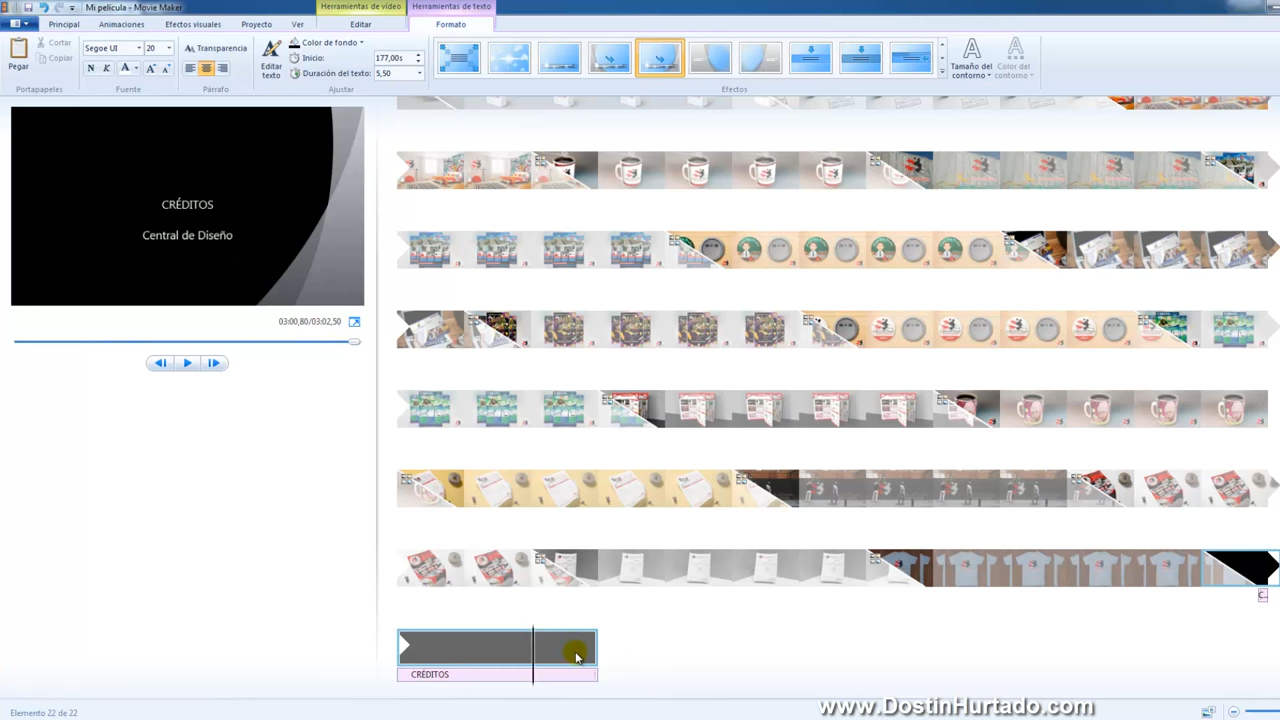 Mi película - Movie Maker
Herramientas de vídeo
Herramientas de texto
Principal
Animaciones
Efectos visuales
Proyecto
Ver
Editar
Formato
Pegar
Cortar
Copiar
Portapapeles
Segoe UI
20
N K A A A
Fuente
Transparencia
Párrafo
Editar texto
Color de fondo
Inicio: 177,00s
Duración del texto: 5,50
Ajustar
Efectos
Tamaño del contorno
Color del contorno
CRÉDITOS
Central de Diseño
03:00,80/03:02,50
C..
CRÉDITOS
Elemento 22 de 22
www.DostinHurtado.com